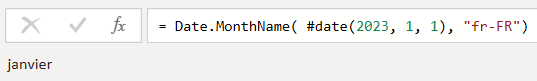 = Date.MonthName( #date(2023, 1, 1), "fr-FR")
janvier